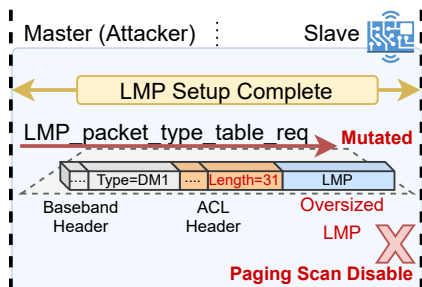 Master (Attacker)
Slave
LMP Setup Complete
LMP_packet_type_table_req
Mutated
.... Type=DM1 .... Length=31 LMP
Baseband Header
ACL Header
Oversized LMP
Paging Scan Disable